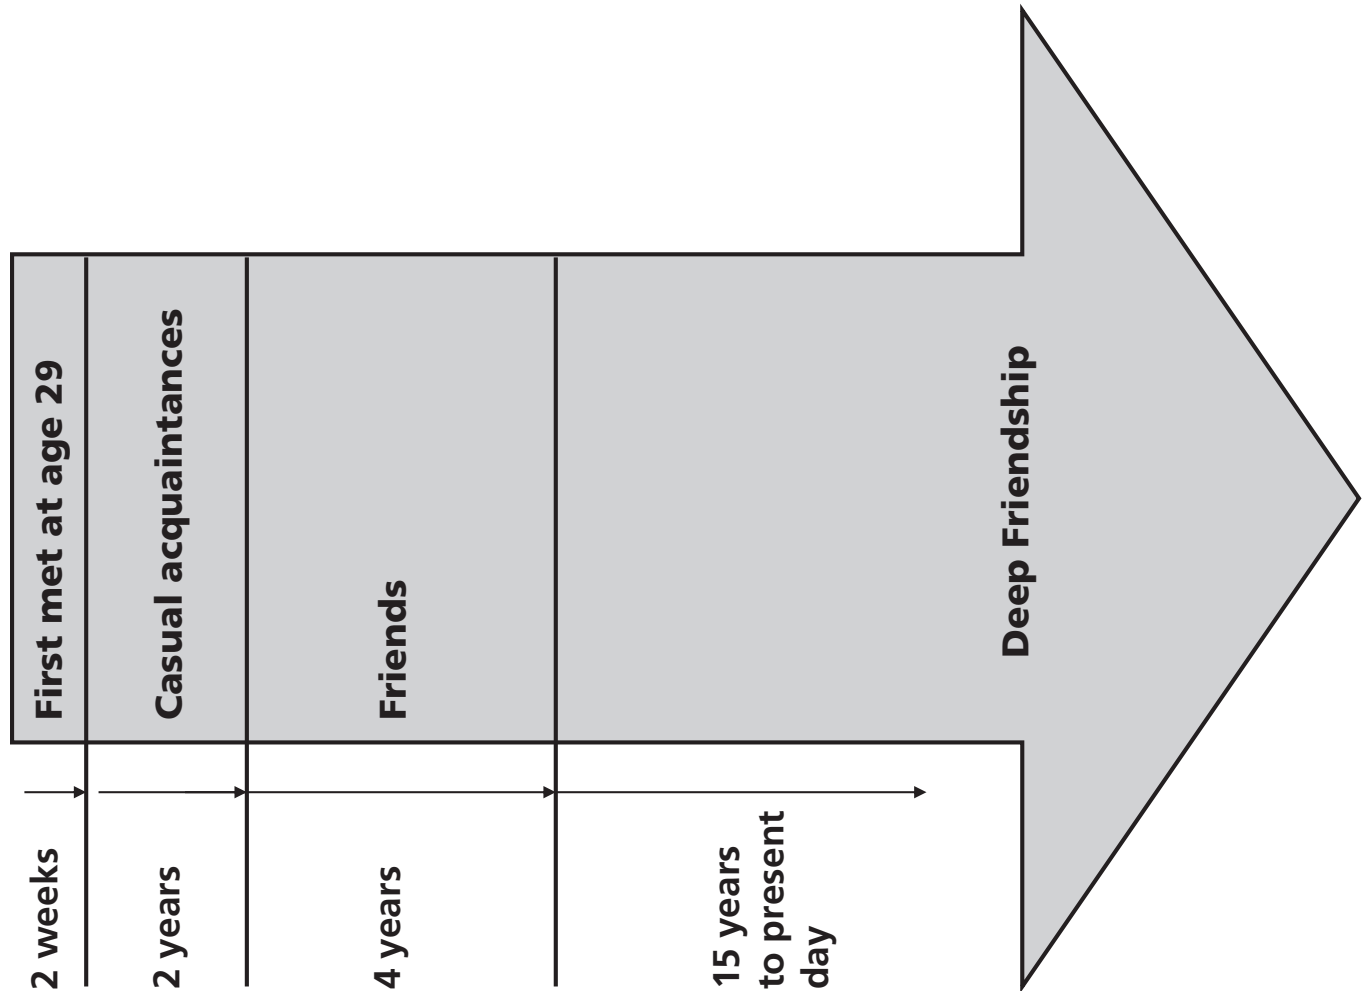 First met at age 29
Casual acquaintances
Friends
Deep Friendship
2 weeks
2 years
4 years
15 years
to present
day